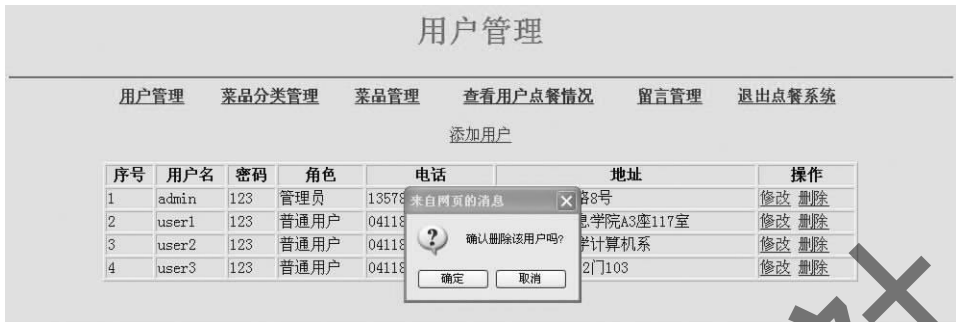 用户管理
用户管理 菜品分类管理 菜品管理 查看用户点餐情况 留言管理 退出点餐系统
添加用户
序号 用户名 密码 角色 电话 地址 操作
1 admin 123 管理员 13578 路8号 修改 删除
2 user1 123 普通用户 04118 息学院A3座117室 修改 删除
3 user2 123 普通用户 04118 学计算机系 修改 删除
4 user3 123 普通用户 04118 2门103 修改 删除
来自网页的消息
确认删除该用户吗?
确定 取消